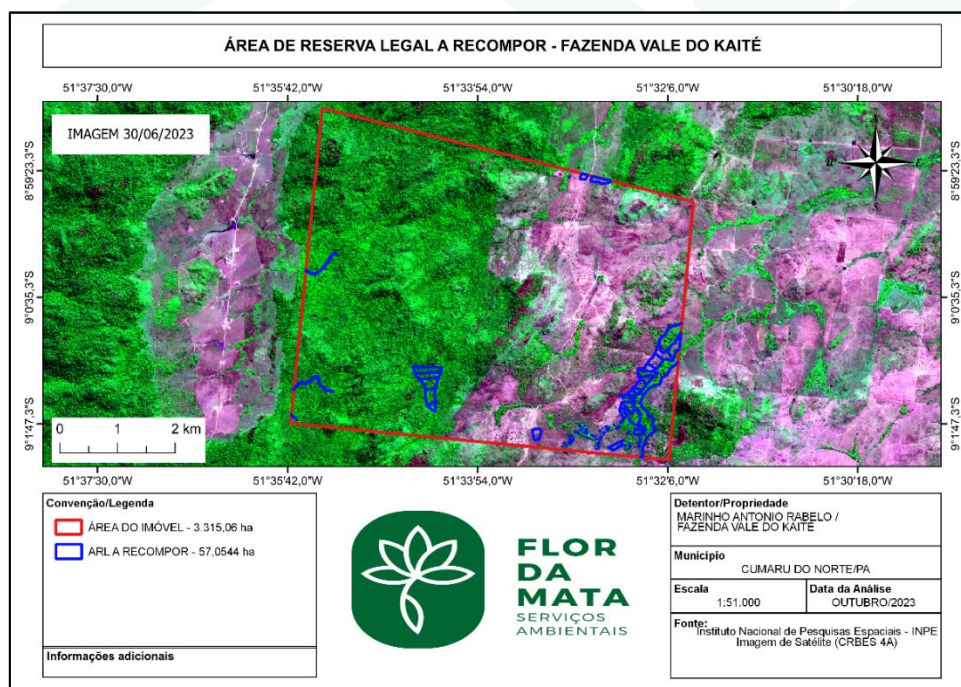 ÁREA DE RESERVA LEGAL A RECOMPOR - FAZENDA VALE DO KAITÉ
51°37'30,0"W 51°35'42,0"W 51°33'54,0"W 51°32'6,0"W 51°30'18,0"W
IMAGEM 30/06/2023
8°59'23,3"S 8°59'23,3"S
9°0'35,3"S 9°0'35,3"S
9°1'47,3"S 9°1'47,3"S
0 1 2 km
51°37'30,0"W 51°35'42,0"W 51°33'54,0"W 51°32'6,0"W 51°30'18,0"W
Convenção/Legenda
ÁREA DO IMÓVEL - 3.315,06 ha
ARL A RECOMPOR - 57,0544 ha
Informações adicionais
FLOR
DA
MATA
SERVIÇOS
AMBIENTAIS
Detentor/Propriedade
MARINHO ANTONIO RABELO /
FAZENDA VALE DO KAITÉ
Município
CUMARU DO NORTE/PA
Escala Data da Análise
1:51.000 OUTUBRO/2023
Fonte:
Instituto Nacional de Pesquisas Espaciais - INPE
Imagem de Satélite (CRBES 4A)